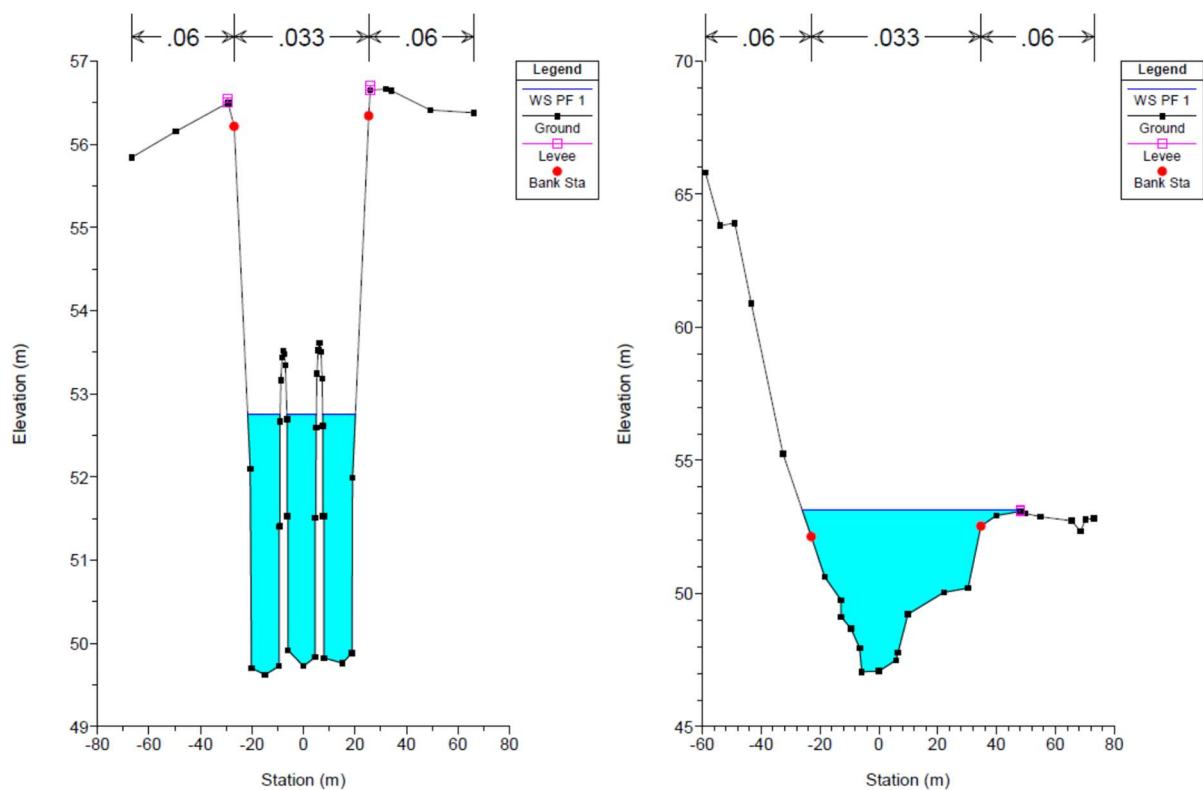 .06 .033 .06
57
56
55
54
53
52
51
50
49
Elevation (m)
-80 -60 -40 -20 0 20 40 60 80
Station (m)
Legend
WS PF 1
Ground
Levee
Bank Sta
.06 .033 .06
70
65
60
55
50
45
Elevation (m)
-60 -40 -20 0 20 40 60 80
Station (m)
Legend
WS PF 1
Ground
Levee
Bank Sta